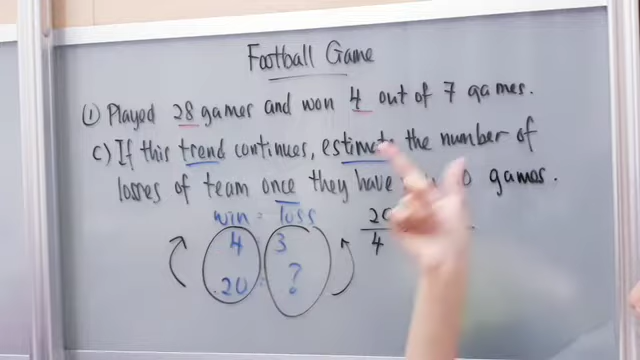 Football Game
① Played 28 games and won 4 out of 7 games.
c) If this trend continues, estimate the number of
losses of team once they have games.
win : loss
4 3
20 : ?
4